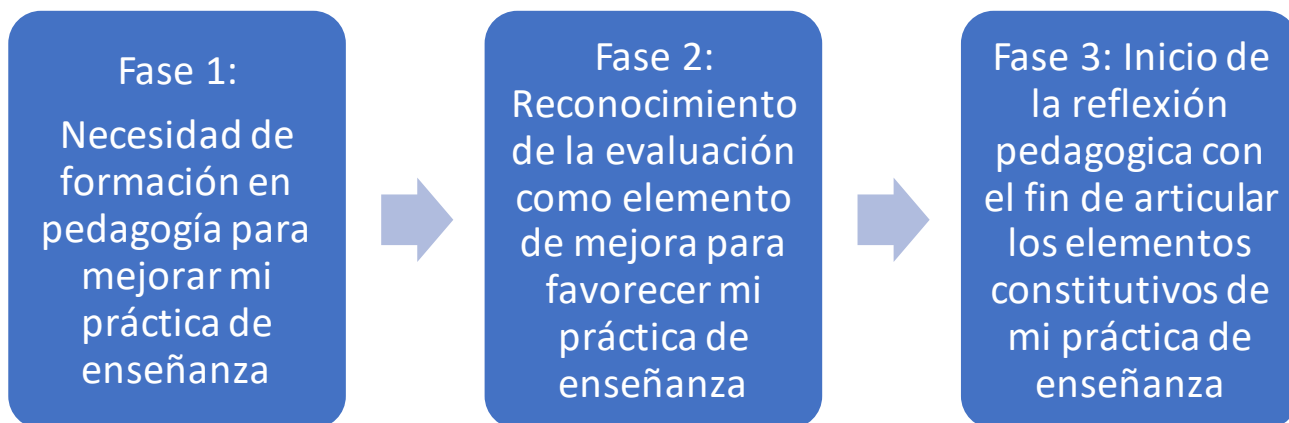 Fase 1:
Necesidad de
formación en
pedagogía para
mejorar mi
práctica de
enseñanza
Fase 2:
Reconocimiento
de la evaluación
como elemento
de mejora para
favorecer mi
práctica de
enseñanza
Fase 3: Inicio de
la reflexión
pedagogica con
el fin de articular
los elementos
constitutivos de
mi práctica de
enseñanza